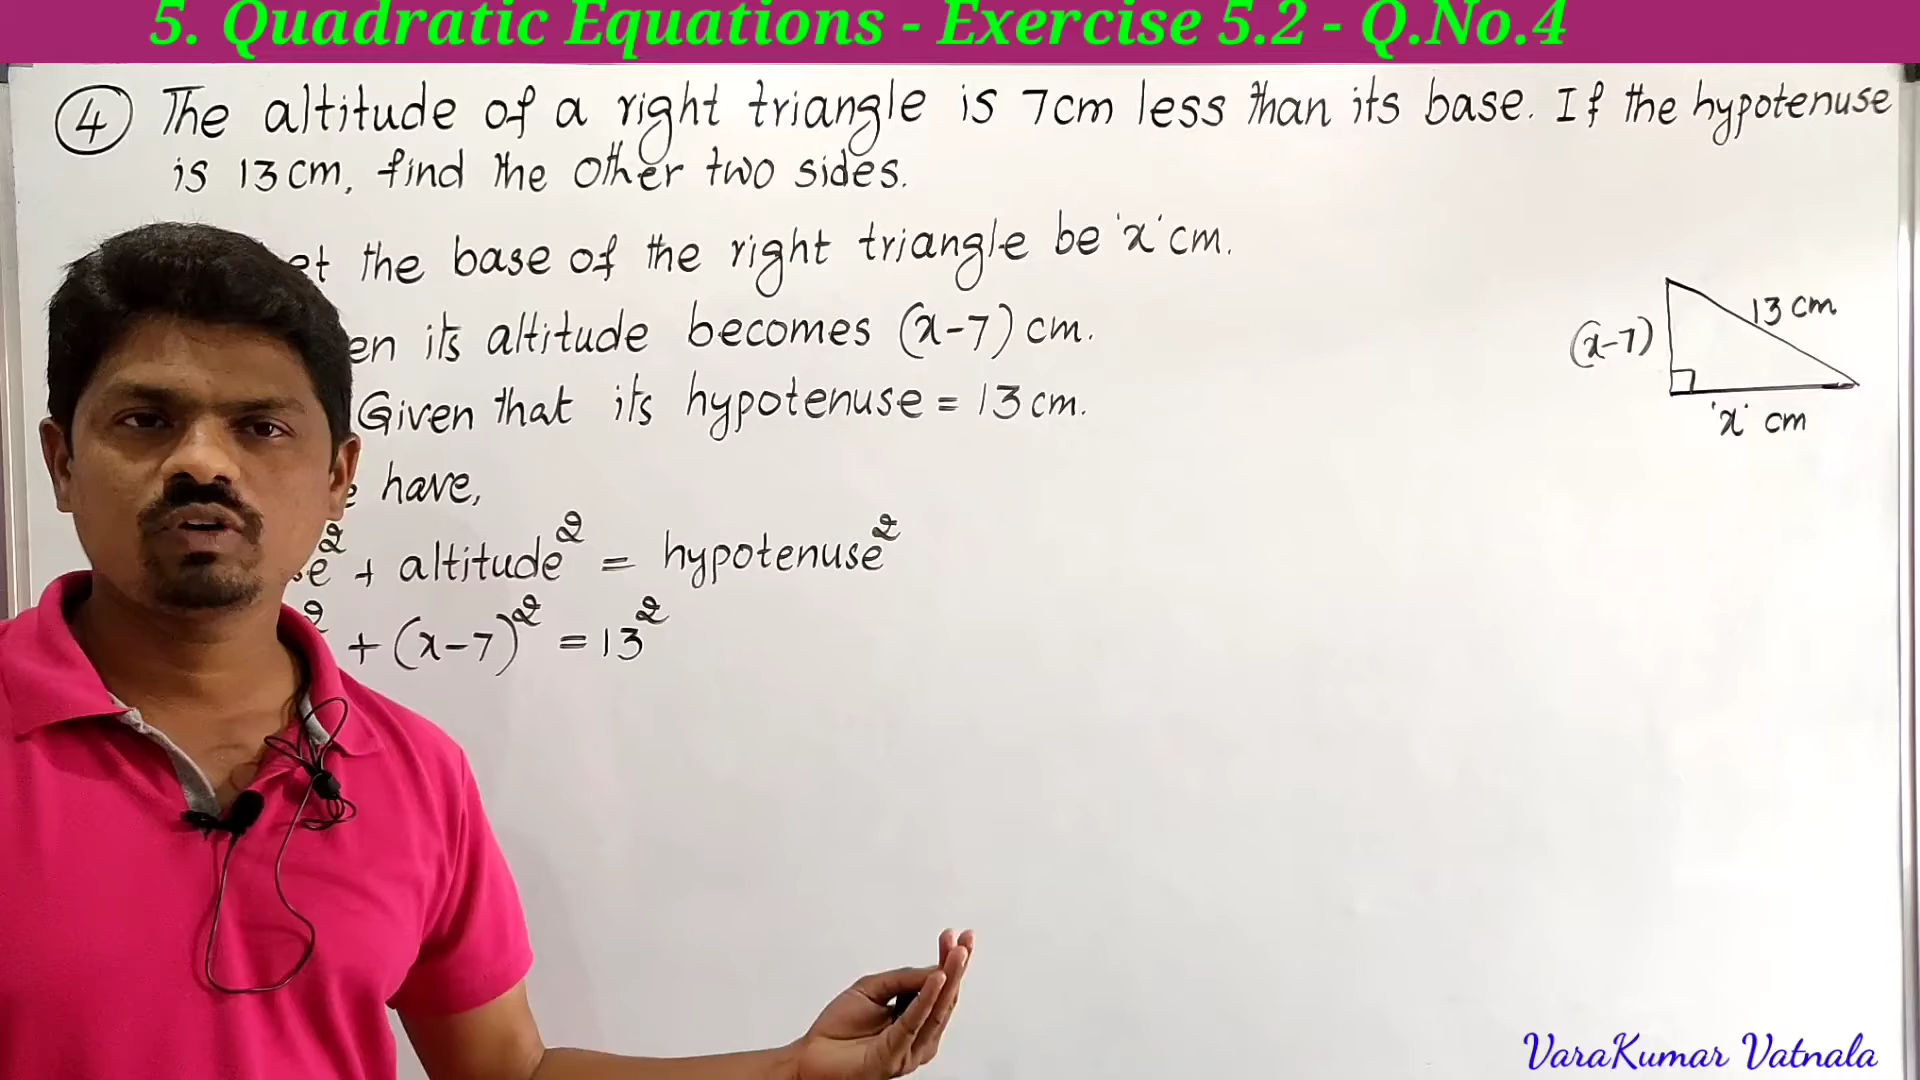 5. Quadratic Equations - Exercise 5.2 - Q.No.4
4 The altitude of a right triangle is 7cm less than its base. If the hypotenuse
is 13cm, find the other two sides.
the base of the right triangle be 'x' cm.
its altitude becomes (x-7) cm.
Given that its hypotenuse = 13cm.
have,
+ altitude² = hypotenuse²
+ (x-7)² = 13²
13 cm
(x-7)
'x' cm
VaraKumar Vatnala